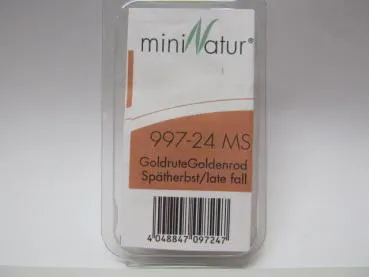 miniNatur®
997-24 MS
GoldruteGoldenrod
Spätherbst/late fall
4 048847 097247